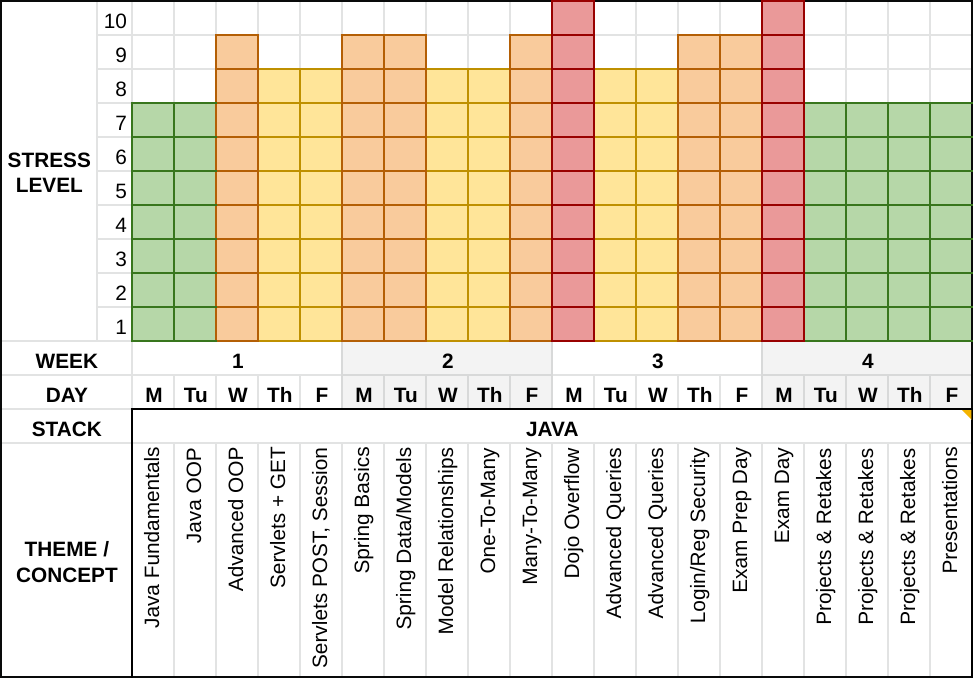 STRESS
LEVEL
10
9
8
7
6
5
4
3
2
1
WEEK 1 2 3 4
DAY M Tu W Th F M Tu W Th F M Tu W Th F M Tu W Th F
STACK JAVA
THEME /
CONCEPT
Java Fundamentals
Java OOP
Advanced OOP
Servlets + GET
Servlets POST, Session
Spring Basics
Spring Data/Models
Model Relationships
One-To-Many
Many-To-Many
Dojo Overflow
Advanced Queries
Advanced Queries
Login/Reg Security
Exam Prep Day
Exam Day
Projects & Retakes
Projects & Retakes
Projects & Retakes
Presentations